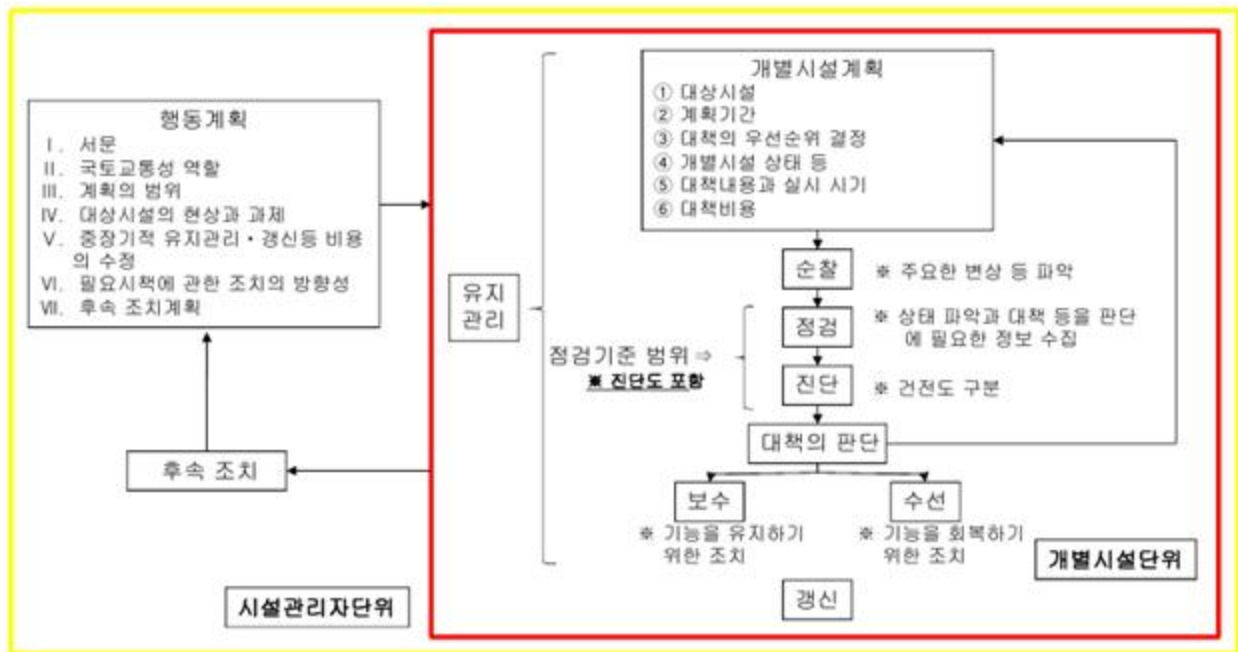 행동계획
Ⅰ. 서문
Ⅱ. 국토교통성 역할
Ⅲ. 계획의 범위
Ⅳ. 대상시설의 현상과 과제
Ⅴ. 중장기적 유지관리・갱신등 비용
의 수정
Ⅵ. 필요시책에 관한 조치의 방향성
Ⅶ. 후속 조치계획
후속 조치
시설관리자단위
유지
관리
개별시설계획
① 대상시설
② 계획기간
③ 대책의 우선순위 결정
④ 개별시설 상태 등
⑤ 대책내용과 실시 시기
⑥ 대책비용
순찰
※ 주요한 변상 등 파악
점검기준 범위 ⇒
※ 진단도 포함
점검
※ 상태 파악과 대책 등을 판단
에 필요한 정보 수집
진단
※ 건전도 구분
대책의 판단
보수
※ 기능을 유지하기
위한 조치
수선
※ 기능을 회복하기
위한 조치
갱신
개별시설단위